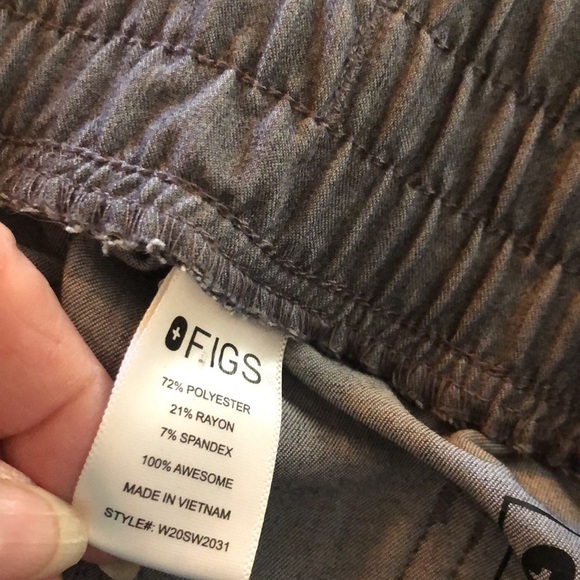 FIGS
72% POLYESTER
21% RAYON
7% SPANDEX
100% AWESOME
MADE IN VIETNAM
STYLE#: W20SW2031